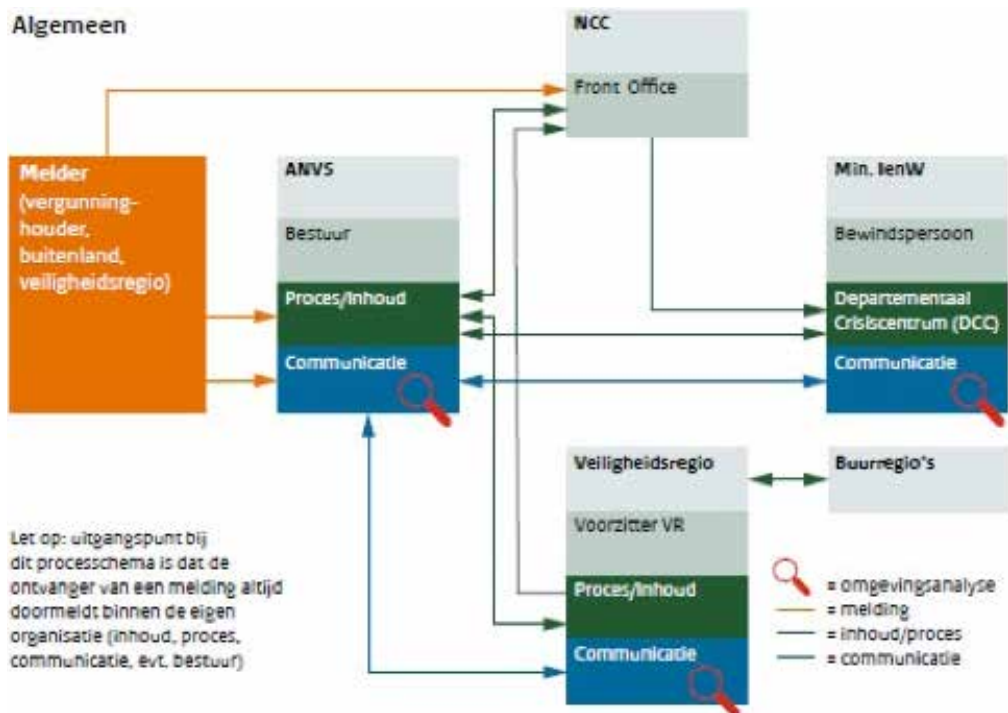 Algemeen
NCC
Front Office
Melder
(vergunning-
houder,
buitenland,
veiligheidsregio)
ANVS
Bestuur
Proces/Inhoud
Communicatie
Min. IenW
Bewindspersoon
Departementaal
Crisiscentrum (DCC)
Communicatie
Veiligheidsregio
Voorzitter VR
Proces/Inhoud
Communicatie
Buurregio's
Let op: uitgangspunt bij
dit processchema is dat de
ontvanger van een melding altijd
doormeldt binnen de eigen
organisatie (inhoud, proces,
communicatie, evt. bestuur)
= omgevingsanalyse
= melding
= inhoud/proces
= communicatie